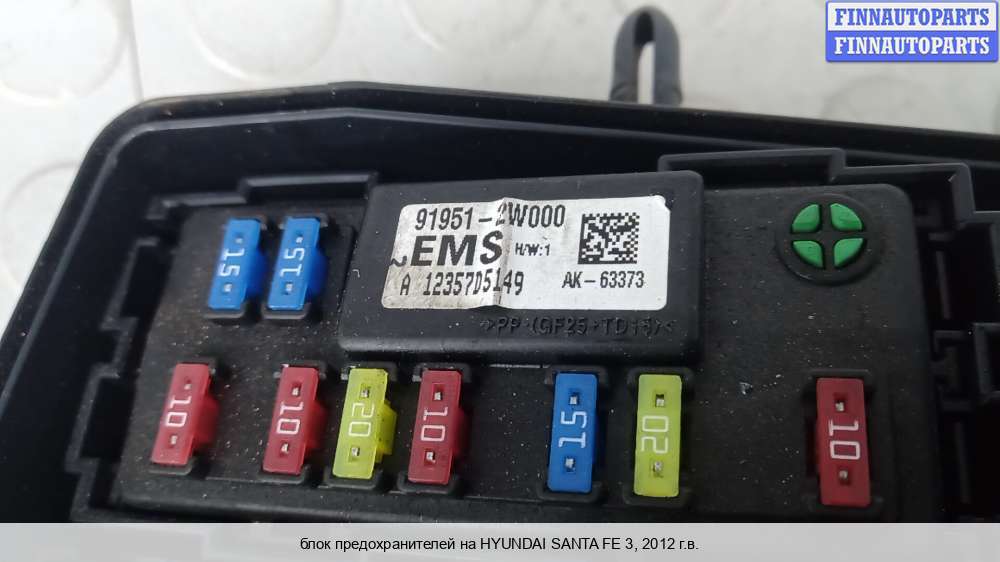 FINNAUTOPARTS
FINNAUTOPARTS
91951-2W000
~EMS H/W:1
A 12357D5149 AK-63373
>PP-(GF25+TD15)<
15 15
10 10 20 10 15 20 10
блок предохранителей на HYUNDAI SANTA FE 3, 2012 г.в.